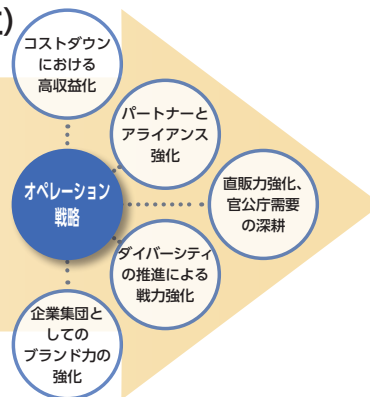 コストダウン
における
高収益化
パートナーと
アライアンス
強化
オペレーション
戦略
直販力強化、
官公庁需要
の深耕
ダイバーシティ
の推進による
戦力強化
企業集団と
しての
ブランド力の
強化